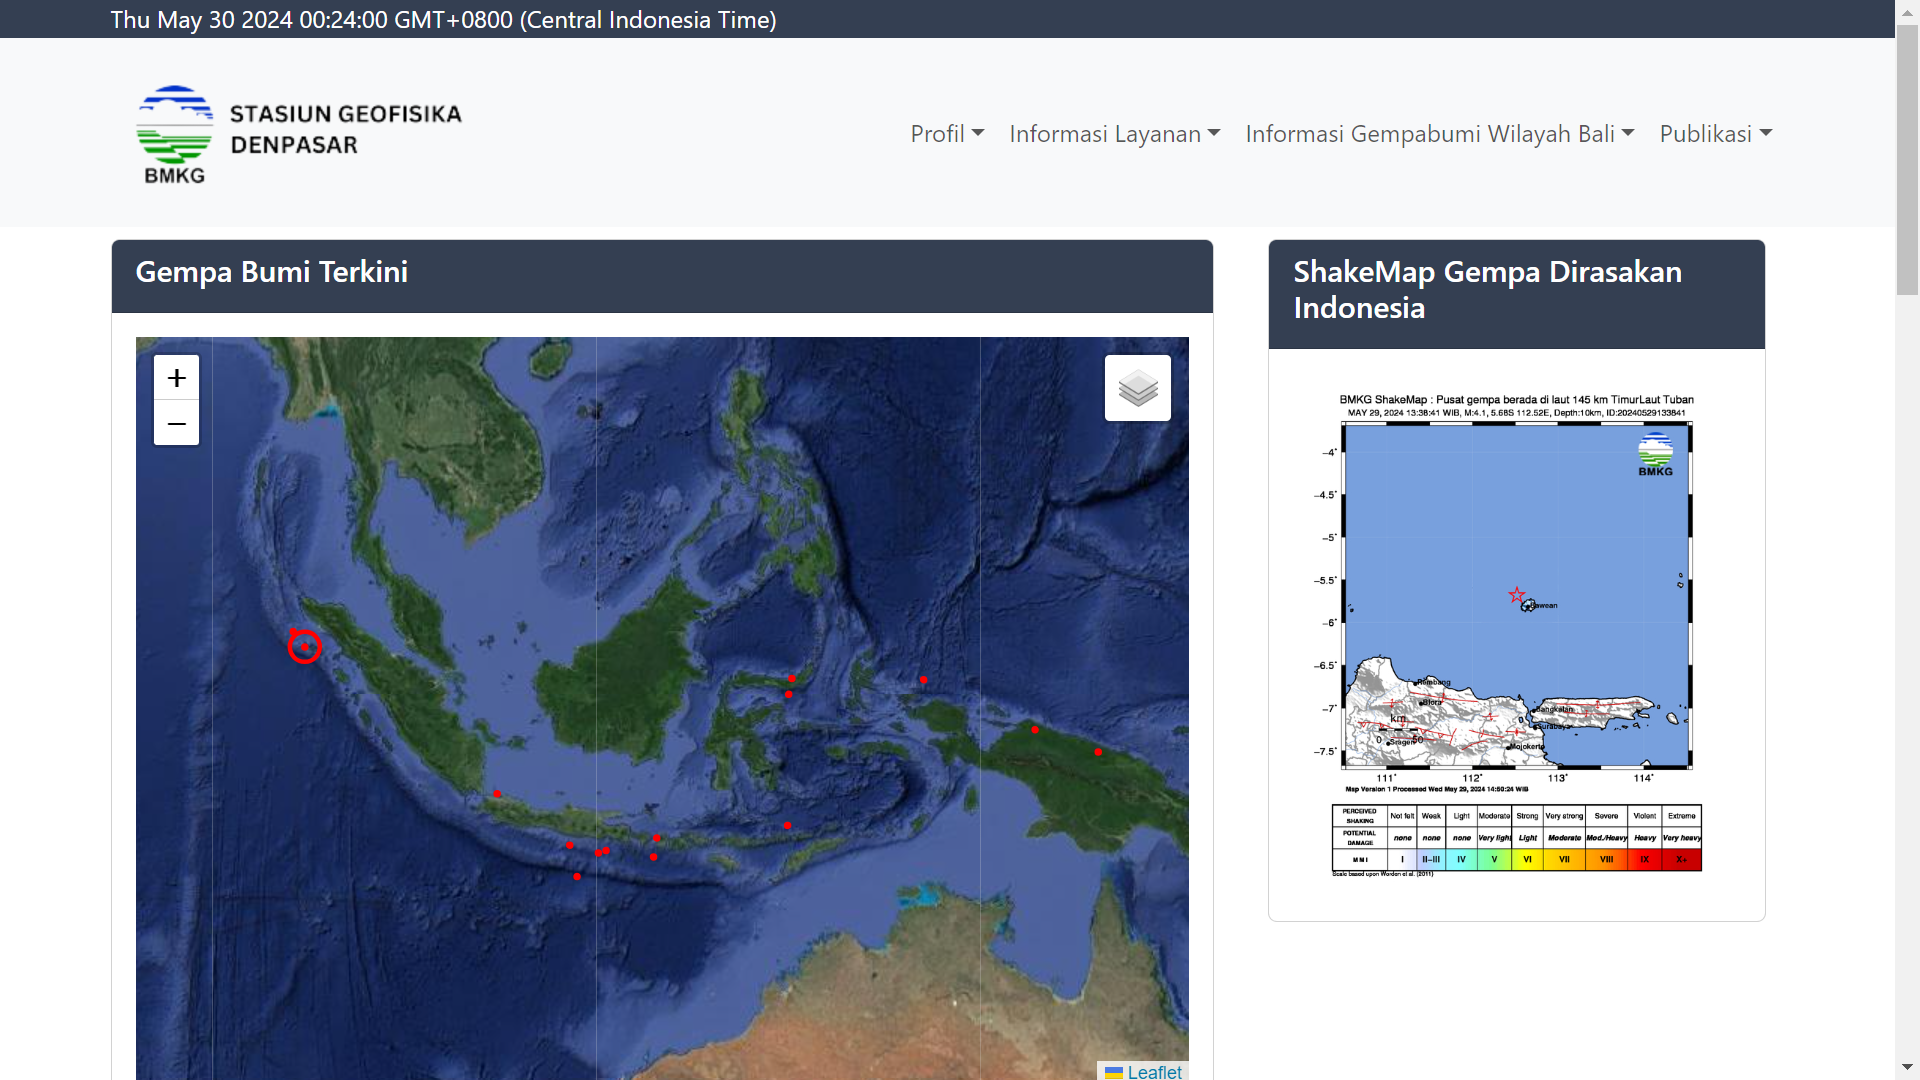 Thu May 30 2024 00:24:00 GMT+0800 (Central Indonesia Time)
STASIUN GEOFISIKA
DENPASAR
BMKG
Profil
Informasi Layanan
Informasi Gempabumi Wilayah Bali
Publikasi
Gempa Bumi Terkini
+
−
Leaflet
ShakeMap Gempa Dirasakan
Indonesia
BMKG ShakeMap : Pusat gempa berada di laut 145 km TimurLaut Tuban
MAY 29, 2024 13:38:41 WIB, M:4.1, 5.68S 112.52E, Depth:10km, ID:20240529133841
BMKG
−4°
−4.5°
−5°
−5.5°
−6°
−6.5°
−7°
−7.5°
Bawean
Rembang
Blora
Bangkalan
Surabaya
km
0 50
Sragen
Mojokerto
111° 112° 113° 114°
Map Version 1 Processed Wed May 29, 2024 14:50:24 WIB
PERCEIVED SHAKING Not felt Weak Light Moderate Strong Very strong Severe Violent Extreme
POTENTIAL DAMAGE none none none Very light Light Moderate Mod./Heavy Heavy Very heavy
MMI I II−III IV V VI VII VIII IX X+
Scale based upon Worden et al. (2011)